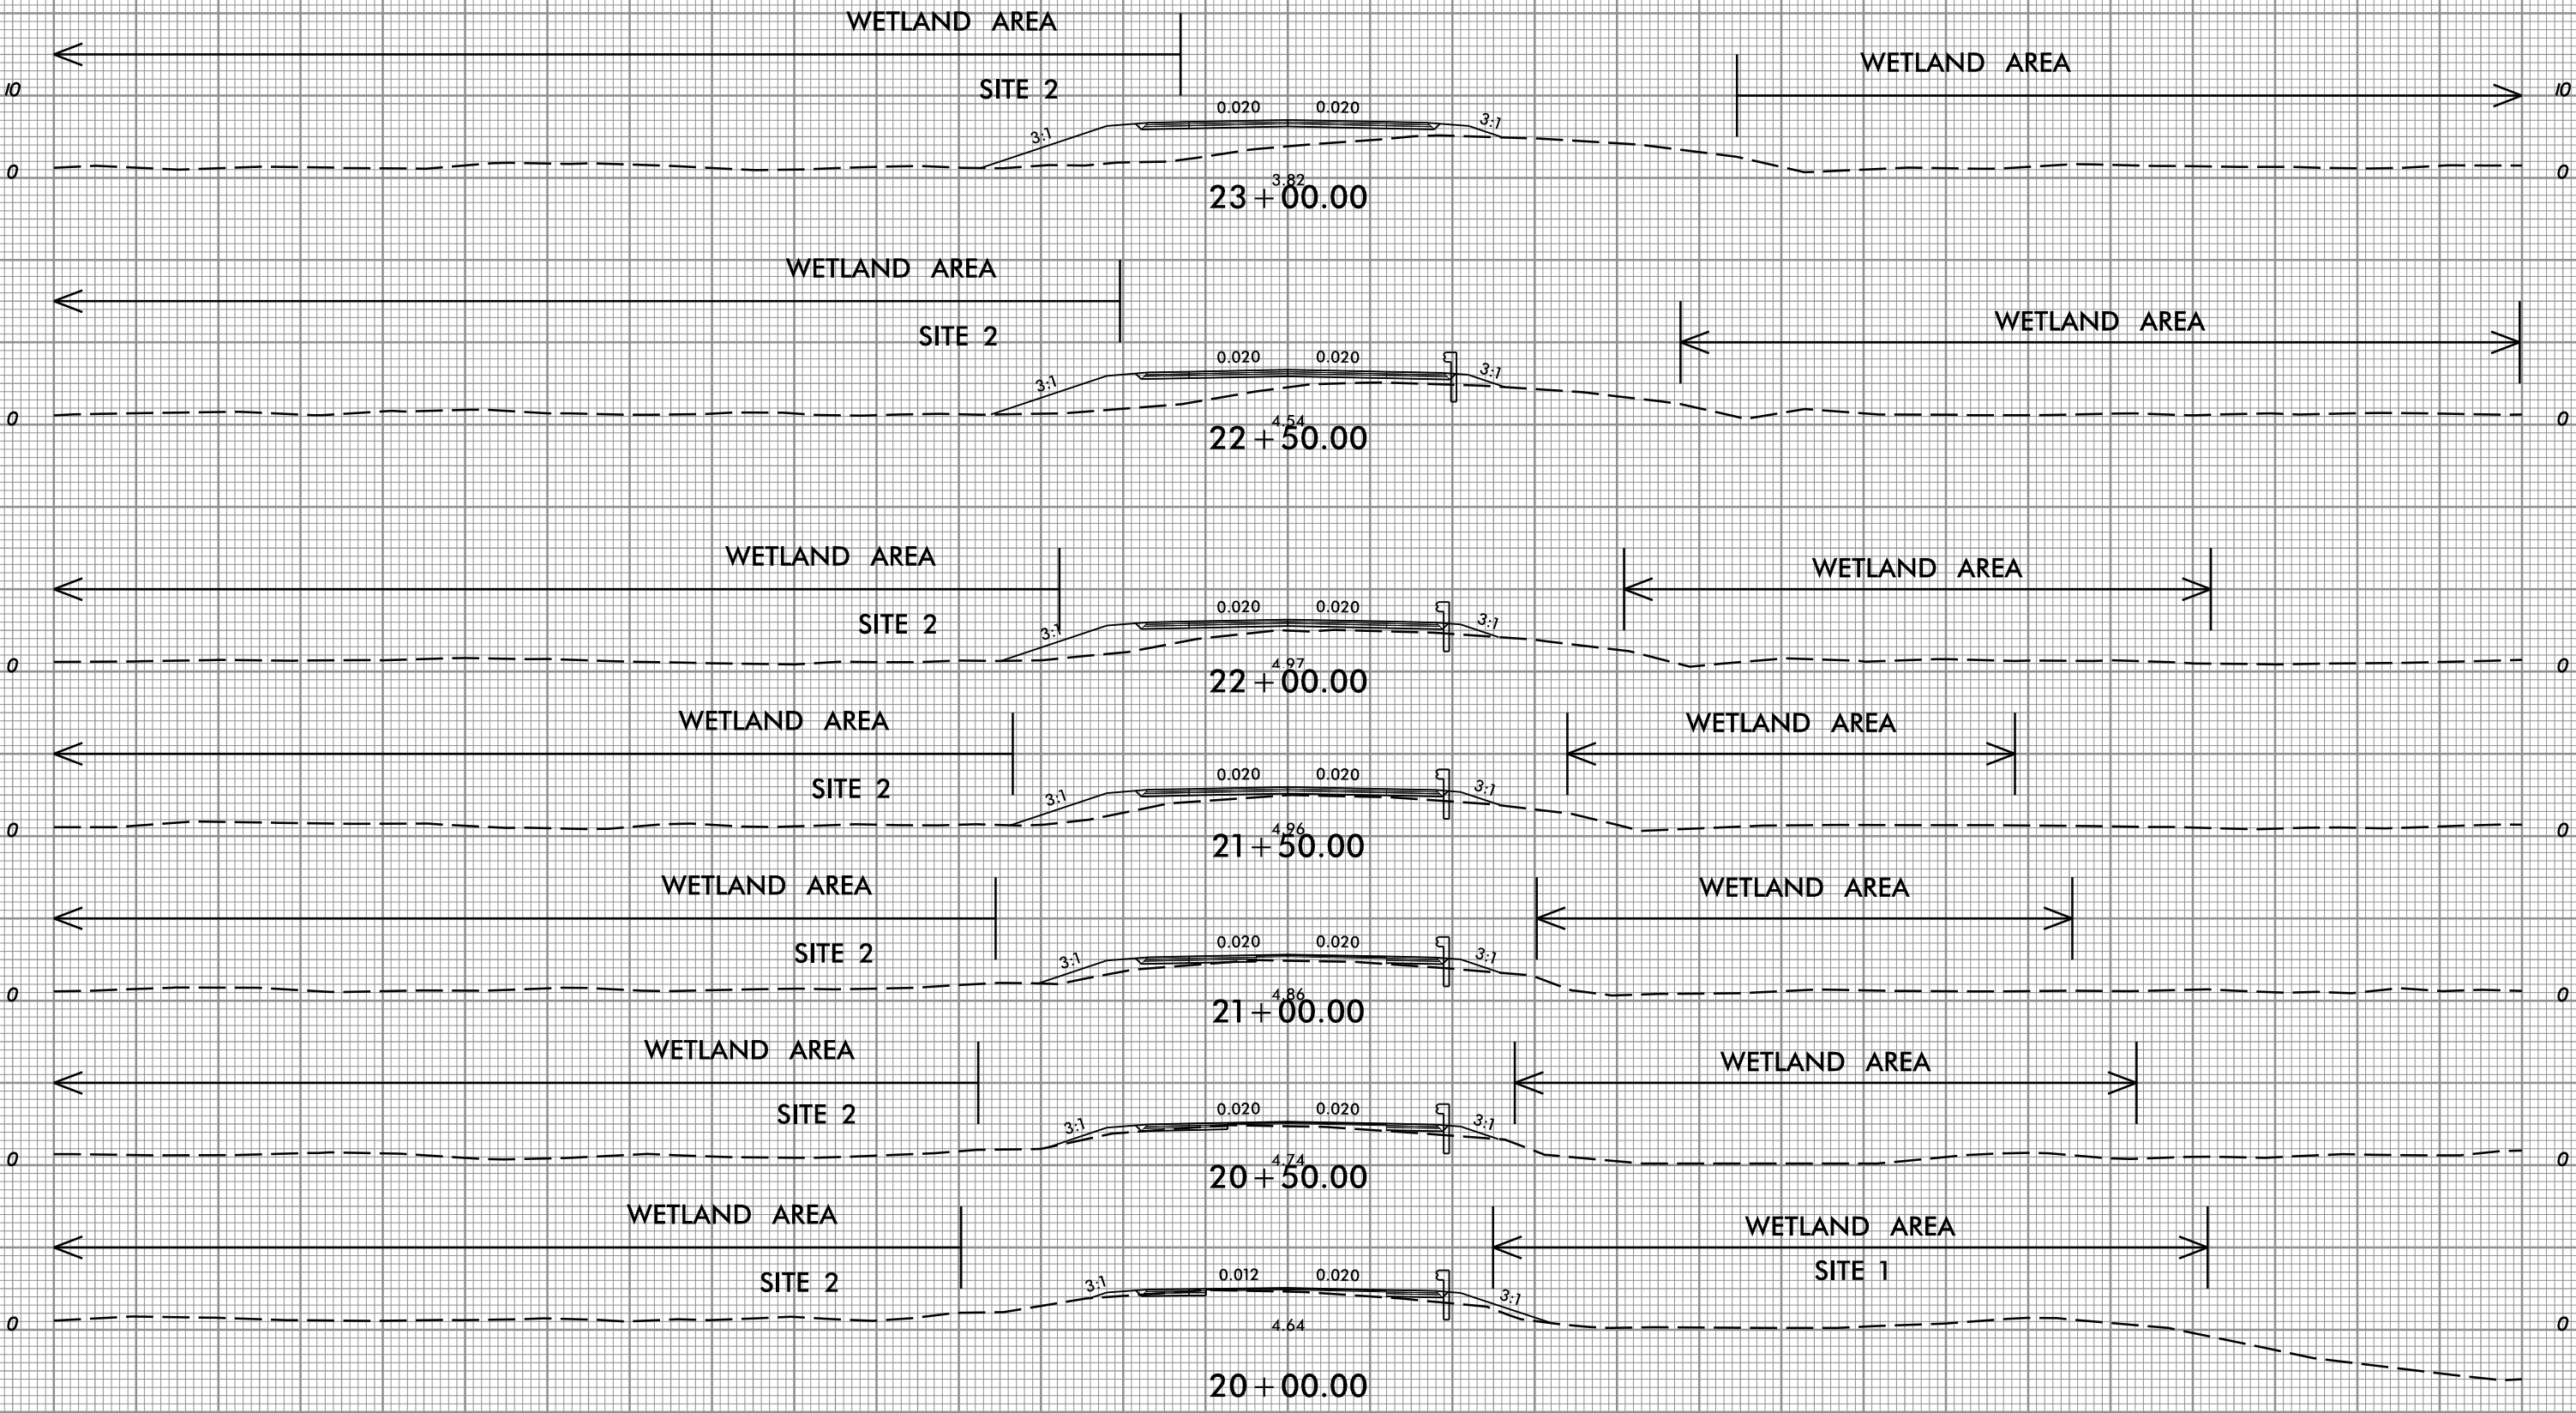 WETLAND AREA
WETLAND AREA
10 SITE 2 10
0.020 0.020
3:1 3:1
0 0
3.82
23+00.00
WETLAND AREA
WETLAND AREA
SITE 2
0.020 0.020
3:1 3:1
0 0
4.54
22+50.00
WETLAND AREA
WETLAND AREA
SITE 2
0.020 0.020
3:1 3:1
0 0
4.97
22+00.00
WETLAND AREA WETLAND AREA
SITE 2
0.020 0.020
3:1 3:1
0 0
4.96
21+50.00
WETLAND AREA WETLAND AREA
SITE 2
0.020 0.020
3:1 3:1
0 0
4.86
21+00.00
WETLAND AREA
WETLAND AREA
SITE 2
0.020 0.020
3:1 3:1
0 0
4.74
20+50.00
WETLAND AREA
WETLAND AREA
SITE 2 SITE 1
0.012 0.020
3:1 3:1
0 0
4.64
20+00.00